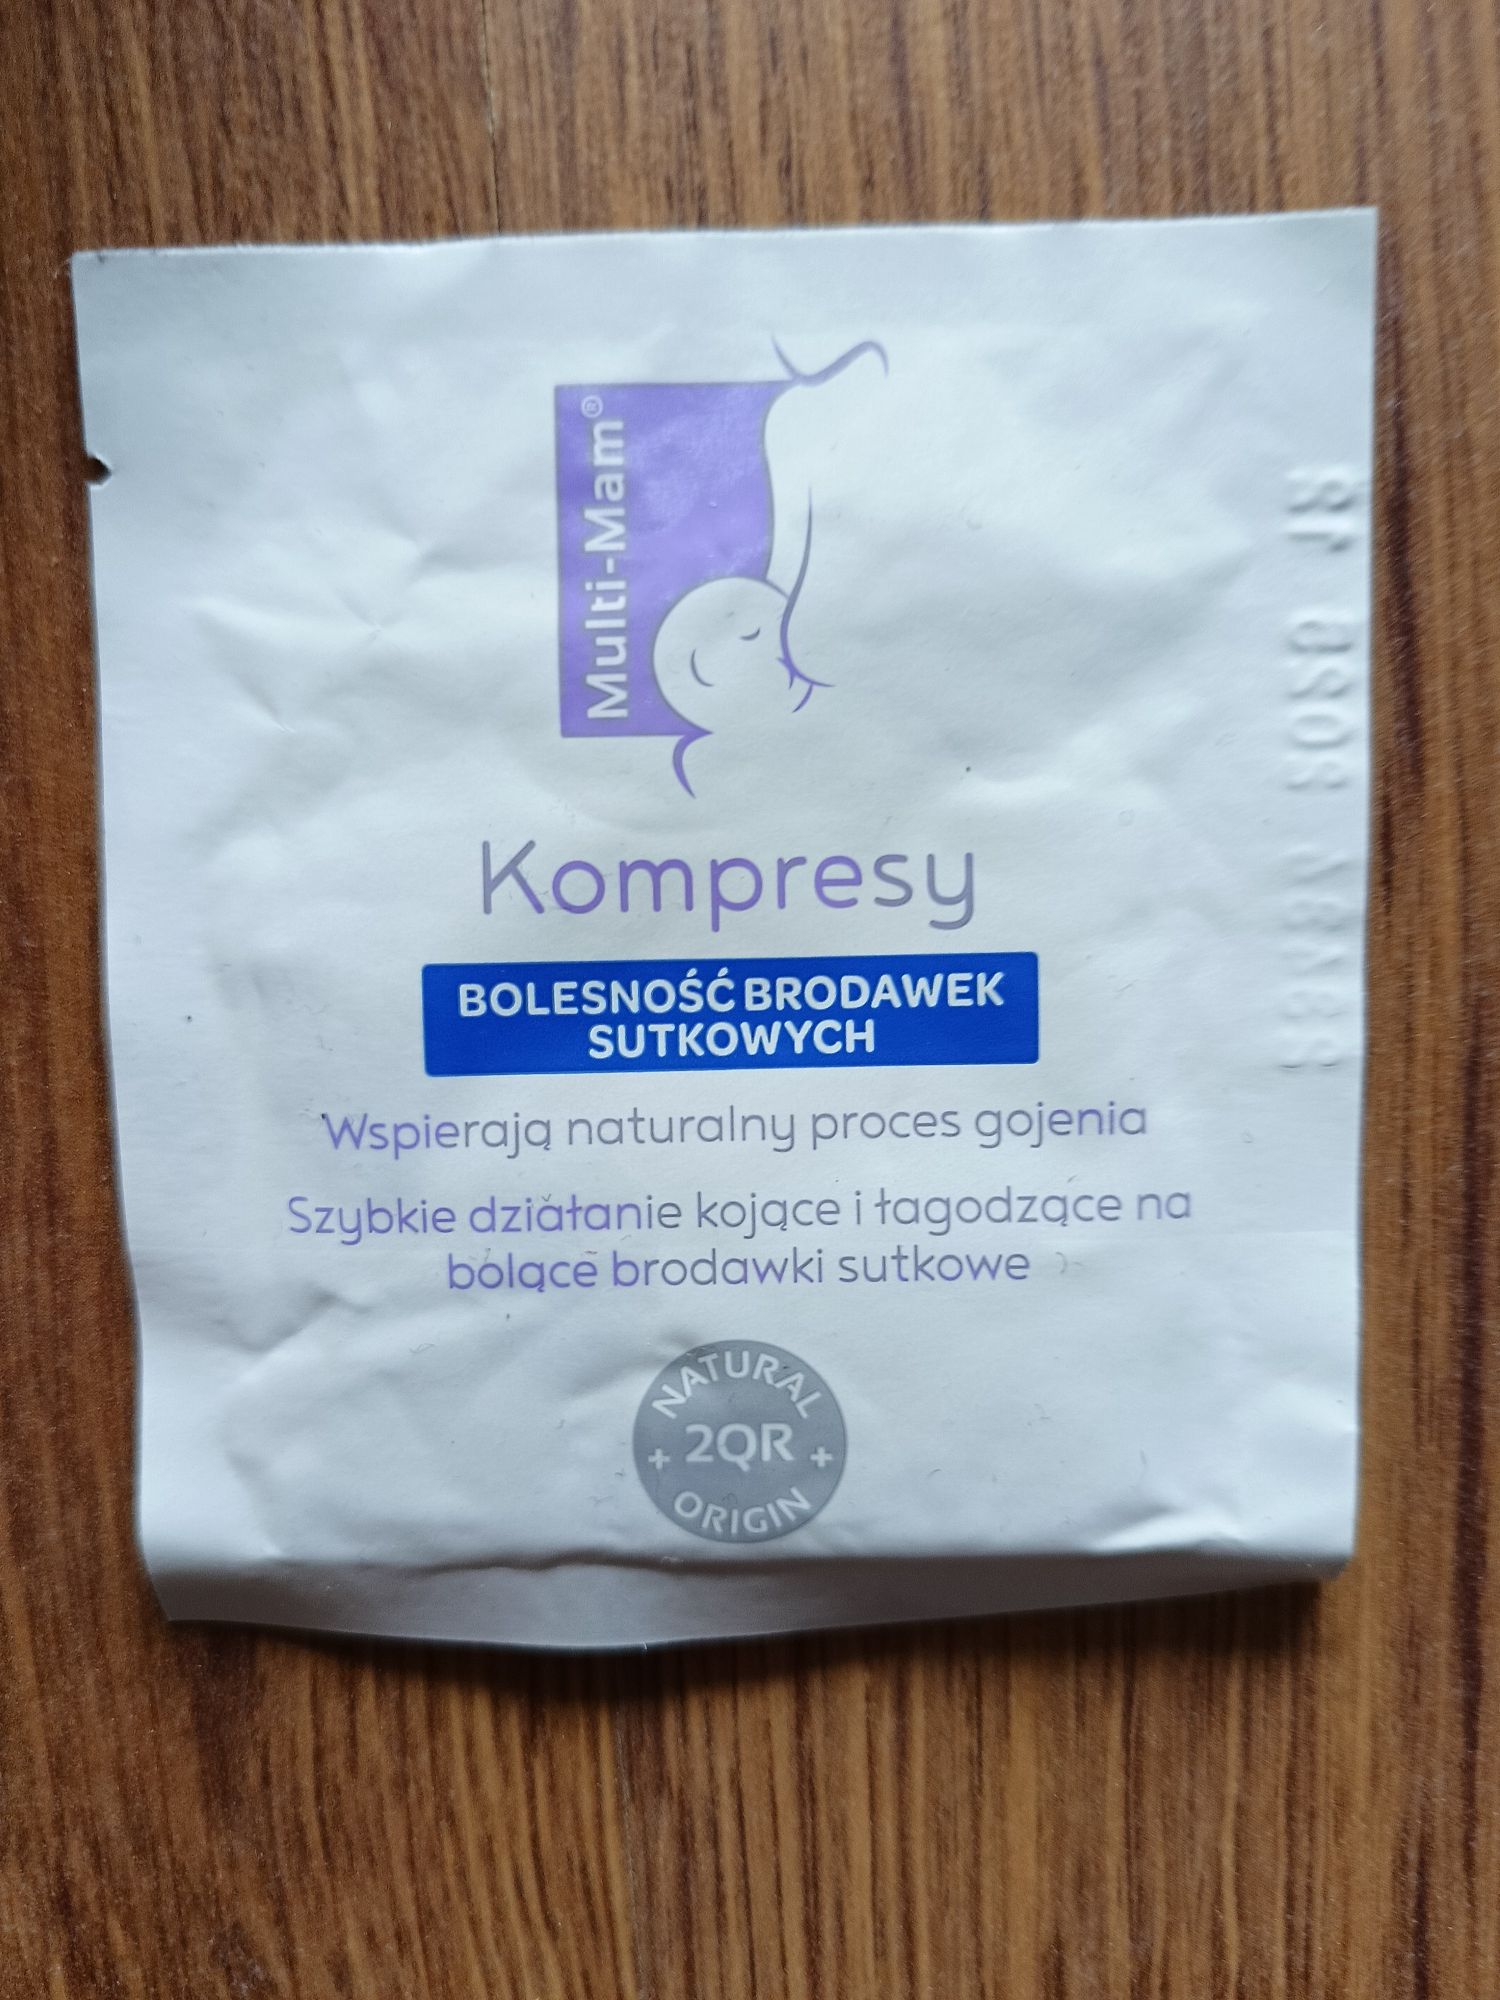 Multi-Mam®
Kompresy
BOLESNOŚĆ BRODAWEK
SUTKOWYCH
Wspierają naturalny proces gojenia
Szybkie działanie kojące i łagodzące na
bolące brodawki sutkowe
NATURAL
+ 2QR +
ORIGIN